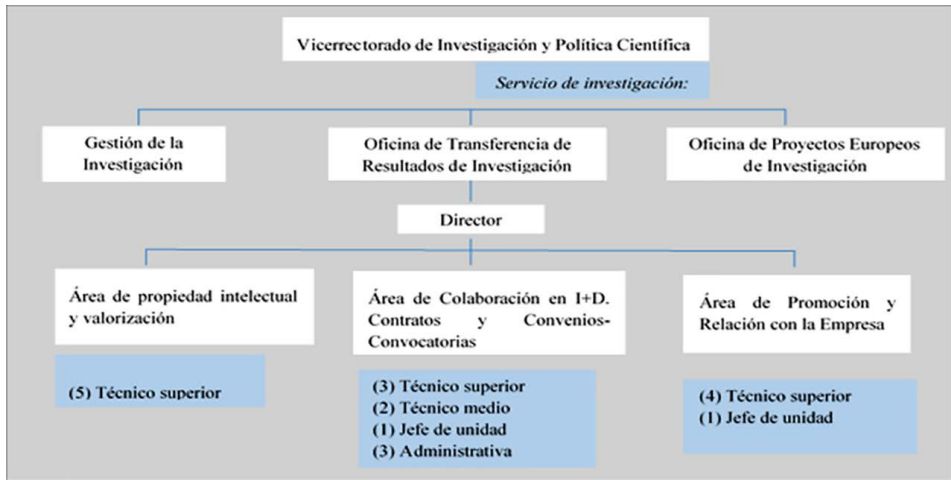 Vicerrectorado de Investigación y Política Científica
Servicio de investigación:
Gestión de la
Investigación
Oficina de Transferencia de
Resultados de Investigación
Oficina de Proyectos Europeos
de Investigación
Director
Área de propiedad intelectual
y valorización
Área de Colaboración en I+D.
Contratos y Convenios-
Convocatorias
Área de Promoción y
Relación con la Empresa
(5) Técnico superior
(3) Técnico superior
(2) Técnico medio
(1) Jefe de unidad
(3) Administrativa
(4) Técnico superior
(1) Jefe de unidad